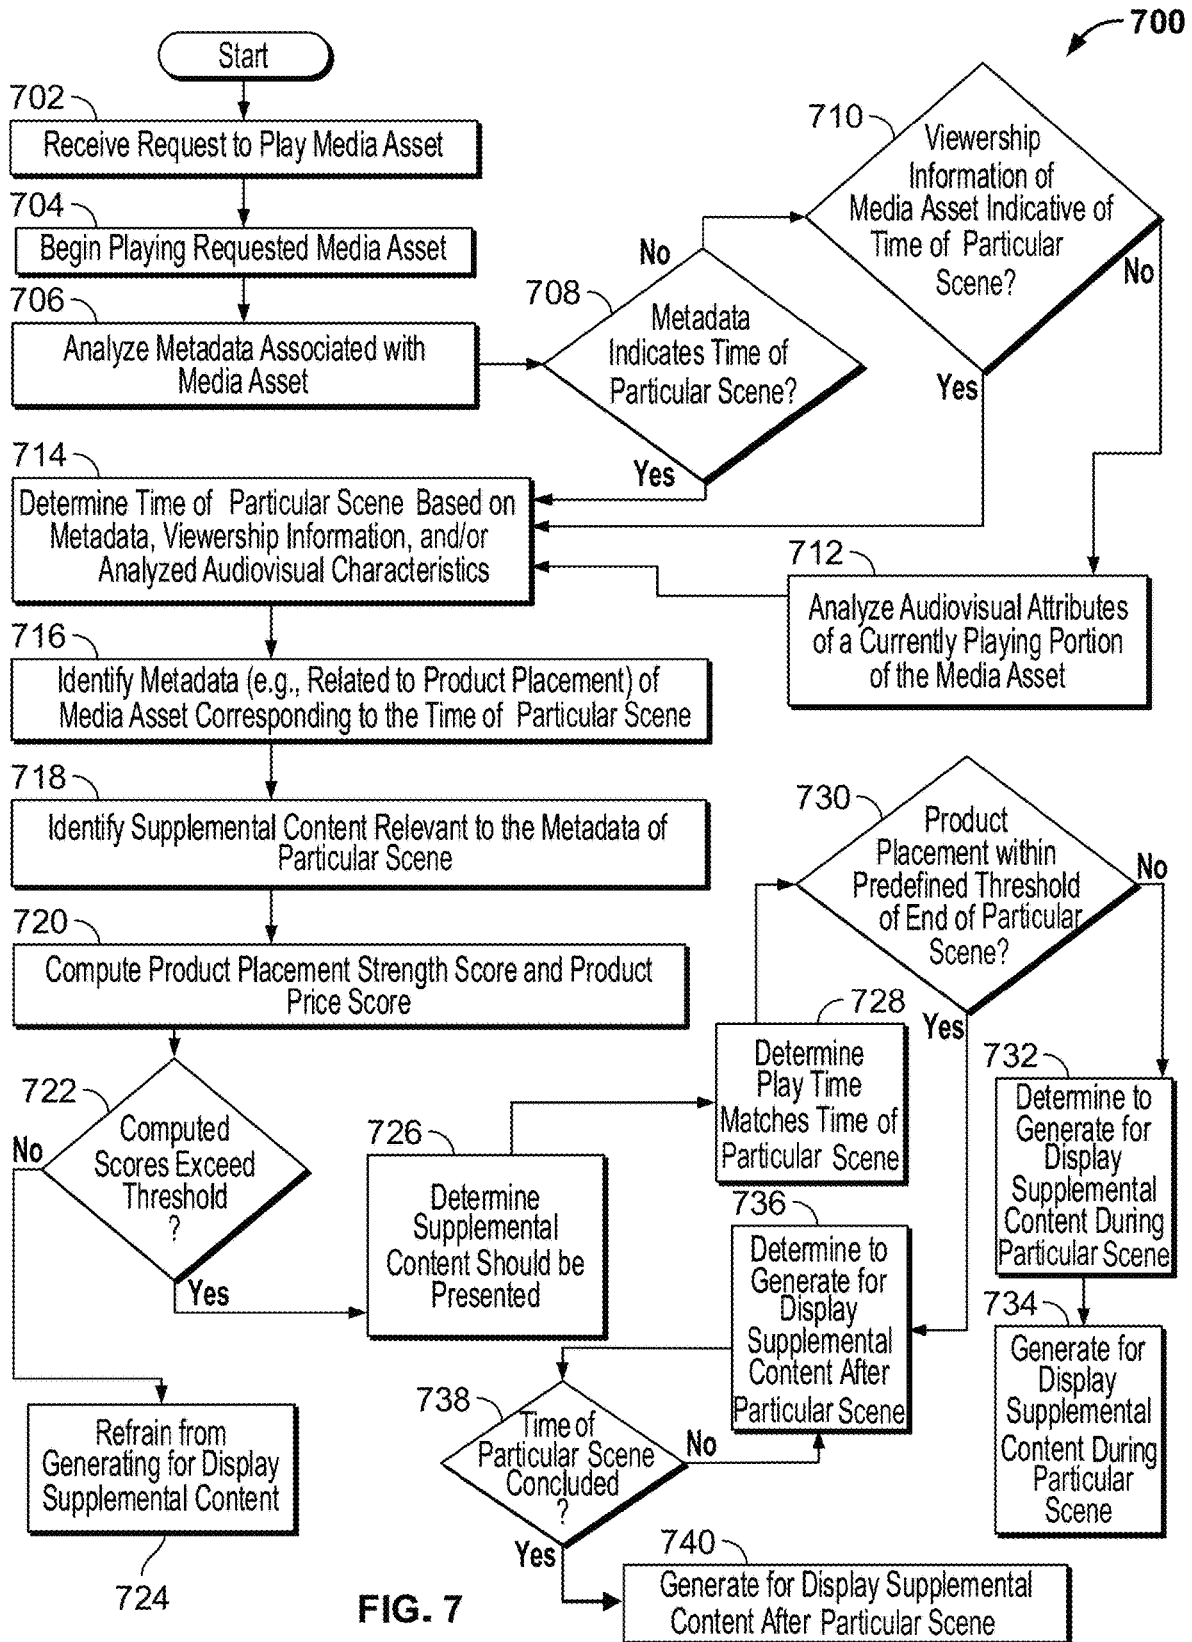 700
Start
702
Receive Request to Play Media Asset
704
Begin Playing Requested Media Asset
706
Analyze Metadata Associated with
Media Asset
708
Metadata
Indicates Time of
Particular Scene?
No
Yes
710
Viewership
Information of
Media Asset Indicative of
Time of Particular
Scene?
No
Yes
712
Analyze Audiovisual Attributes
of a Currently Playing Portion
of the Media Asset
714
Determine Time of Particular Scene Based on
Metadata, Viewership Information, and/or
Analyzed Audiovisual Characteristics
716
Identify Metadata (e.g., Related to Product Placement) of
Media Asset Corresponding to the Time of Particular Scene
718
Identify Supplemental Content Relevant to the Metadata of
Particular Scene
720
Compute Product Placement Strength Score and Product
Price Score
722
Computed
Scores Exceed
Threshold
?
No
Yes
724
Refrain from
Generating for Display
Supplemental Content
726
Determine
Supplemental
Content Should be
Presented
728
Determine
Play Time
Matches Time of
Particular Scene
730
Product
Placement within
Predefined Threshold
of End of Particular
Scene?
No
Yes
732
Determine to
Generate for
Display
Supplemental
Content During
Particular Scene
734
Generate for
Display
Supplemental
Content During
Particular
Scene
736
Determine to
Generate for
Display
Supplemental
Content After
Particular Scene
738
Time of
Particular Scene
Concluded
?
No
Yes
740
Generate for Display Supplemental
Content After Particular Scene
FIG. 7